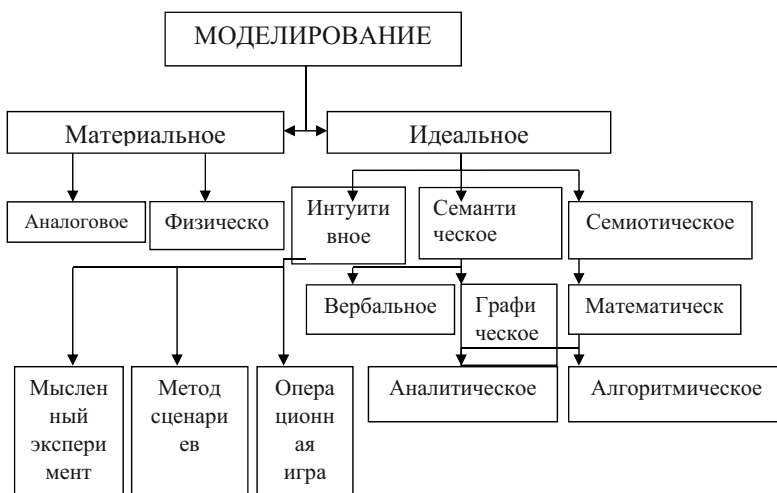 МОДЕЛИРОВАНИЕ
Материальное
Идеальное
Аналоговое
Физическо
Интуити
вное
Семанти
ческое
Семиотическое
Вербальное
Графи
ческое
Математическ
Мыслен
ный
экспери
мент
Метод
сценари
ев
Опера
ционн
ая
игра
Аналитическое
Алгоритмическое